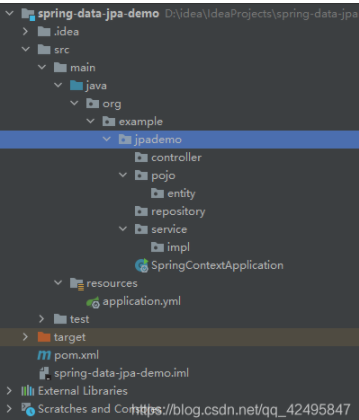 spring-data-jpa-demo D:\idea\IdeaProjects\spring-data-jpa
.idea
src
main
java
org
example
jpademo
controller
pojo
entity
repository
service
impl
SpringContextApplication
resources
application.yml
test
target
pom.xml
spring-data-jpa-demo.iml
External Libraries
Scratches and Consoles
https://blog.csdn.net/qq_42495847